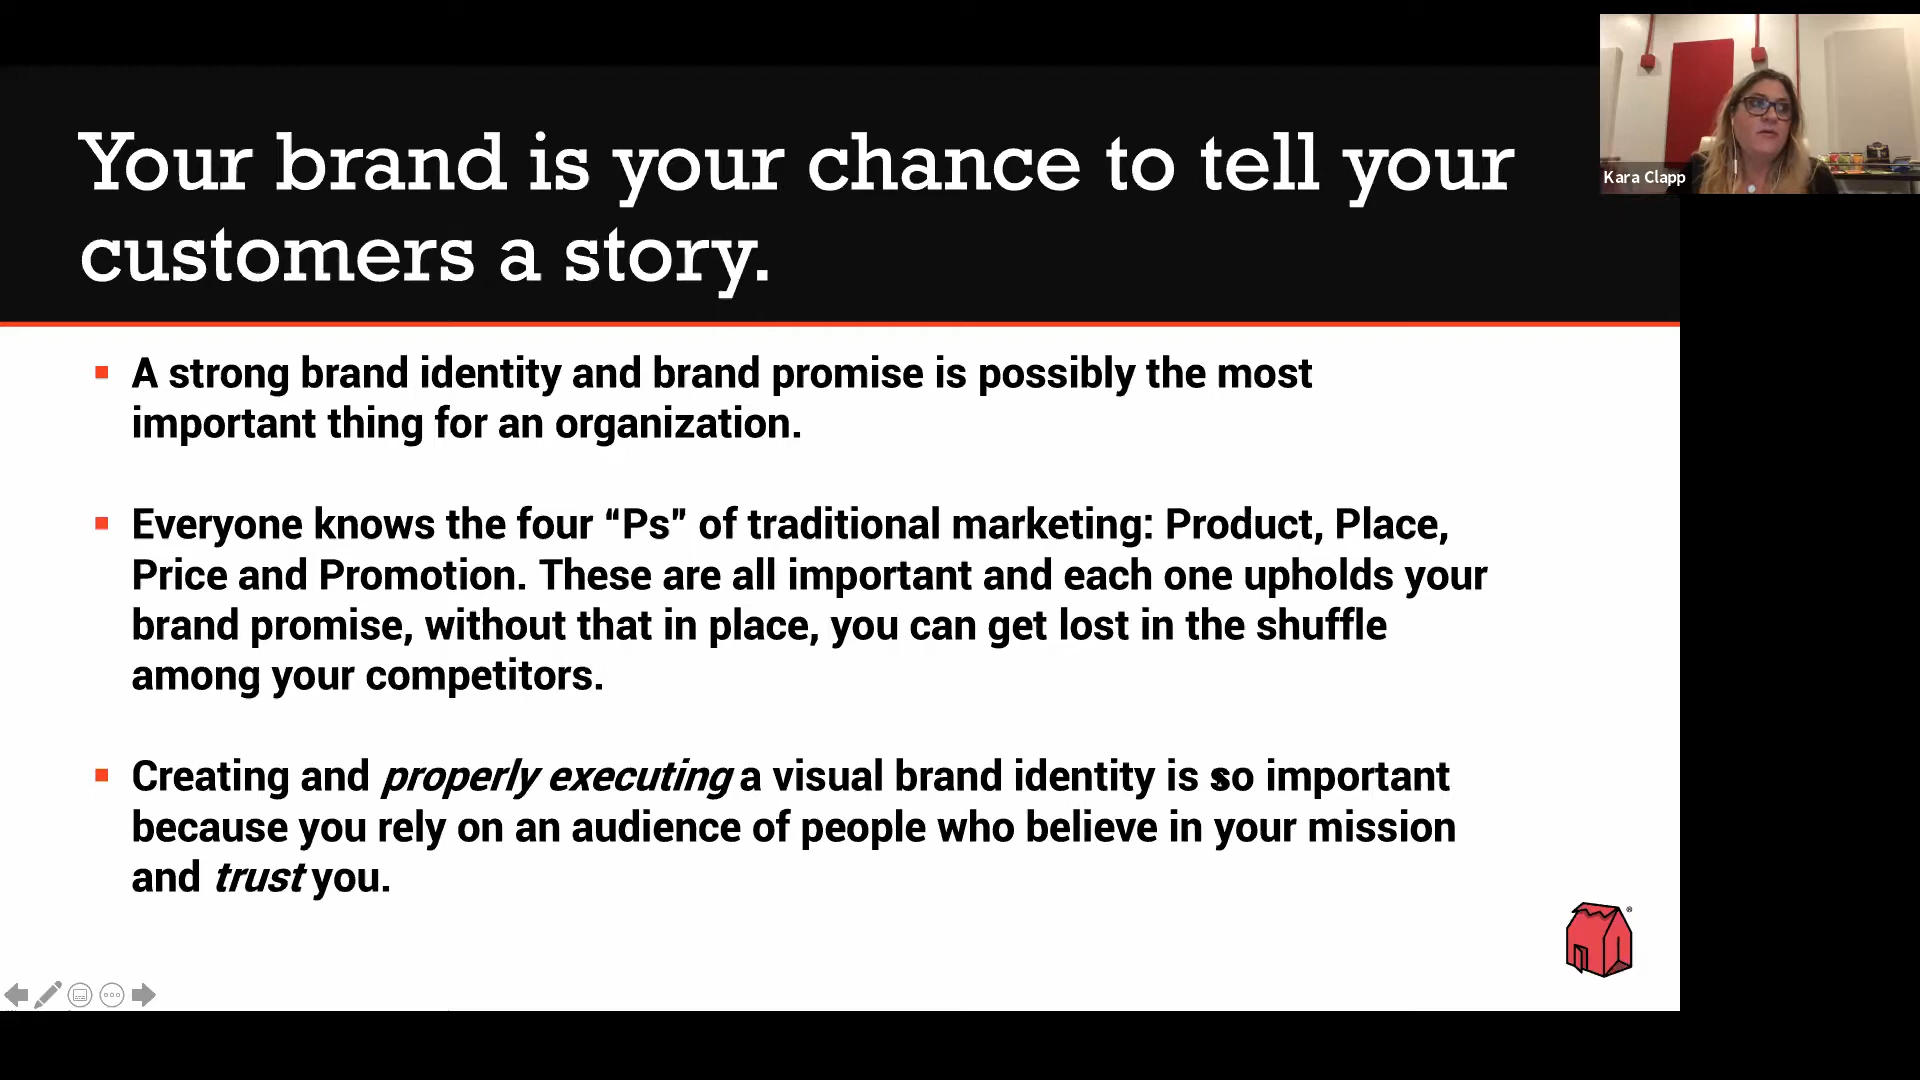 Your brand is your chance to tell your
customers a story.
Kara Clapp
▪ A strong brand identity and brand promise is possibly the most
important thing for an organization.
▪ Everyone knows the four “Ps” of traditional marketing: Product, Place,
Price and Promotion. These are all important and each one upholds your
brand promise, without that in place, you can get lost in the shuffle
among your competitors.
▪ Creating and properly executing a visual brand identity is so important
because you rely on an audience of people who believe in your mission
and trust you.
®